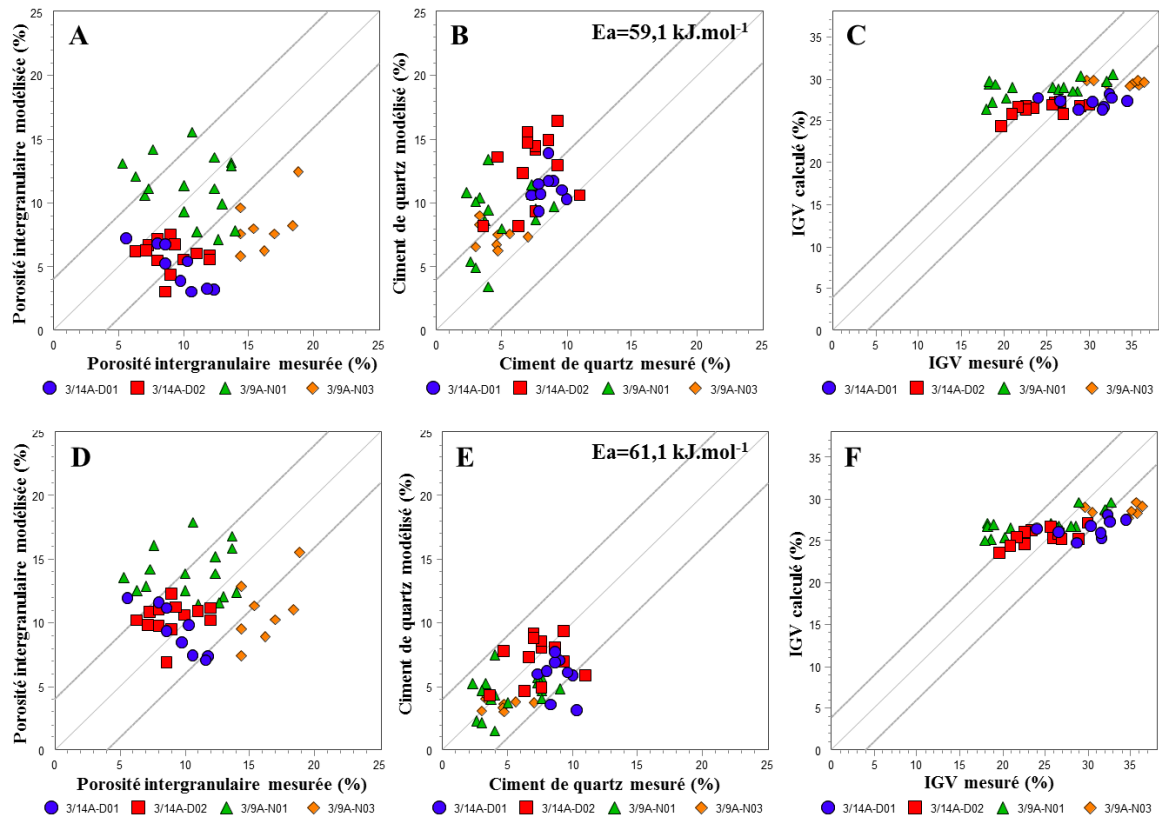 A
Porosité intergranulaire modélisée (%)
25
20
15
10
5
0
0 5 10 15 20 25
Porosité intergranulaire mesurée (%)
3/14A-D01 3/14A-D02 3/9A-N01 3/9A-N03
B
Ea=59,1 kJ.mol-1
Ciment de quartz modélisé (%)
25
20
15
10
5
0
0 5 10 15 20 25
Ciment de quartz mesuré (%)
3/14A-D01 3/14A-D02 3/9A-N01 3/9A-N03
C
IGV calculé (%)
35
30
25
20
15
10
5
0
0 5 10 15 20 25 30 35
IGV mesuré (%)
3/14A-D01 3/14A-D02 3/9A-N01 3/9A-N03
D
Porosité intergranulaire modélisée (%)
25
20
15
10
5
0
0 5 10 15 20 25
Porosité intergranulaire mesurée (%)
3/14A-D01 3/14A-D02 3/9A-N01 3/9A-N03
E
Ea=61,1 kJ.mol-1
Ciment de quartz modélisé (%)
25
20
15
10
5
0
0 5 10 15 20 25
Ciment de quartz mesuré (%)
3/14A-D01 3/14A-D02 3/9A-N01 3/9A-N03
F
IGV calculé (%)
35
30
25
20
15
10
5
0
0 5 10 15 20 25 30 35
IGV mesuré (%)
3/14A-D01 3/14A-D02 3/9A-N01 3/9A-N03